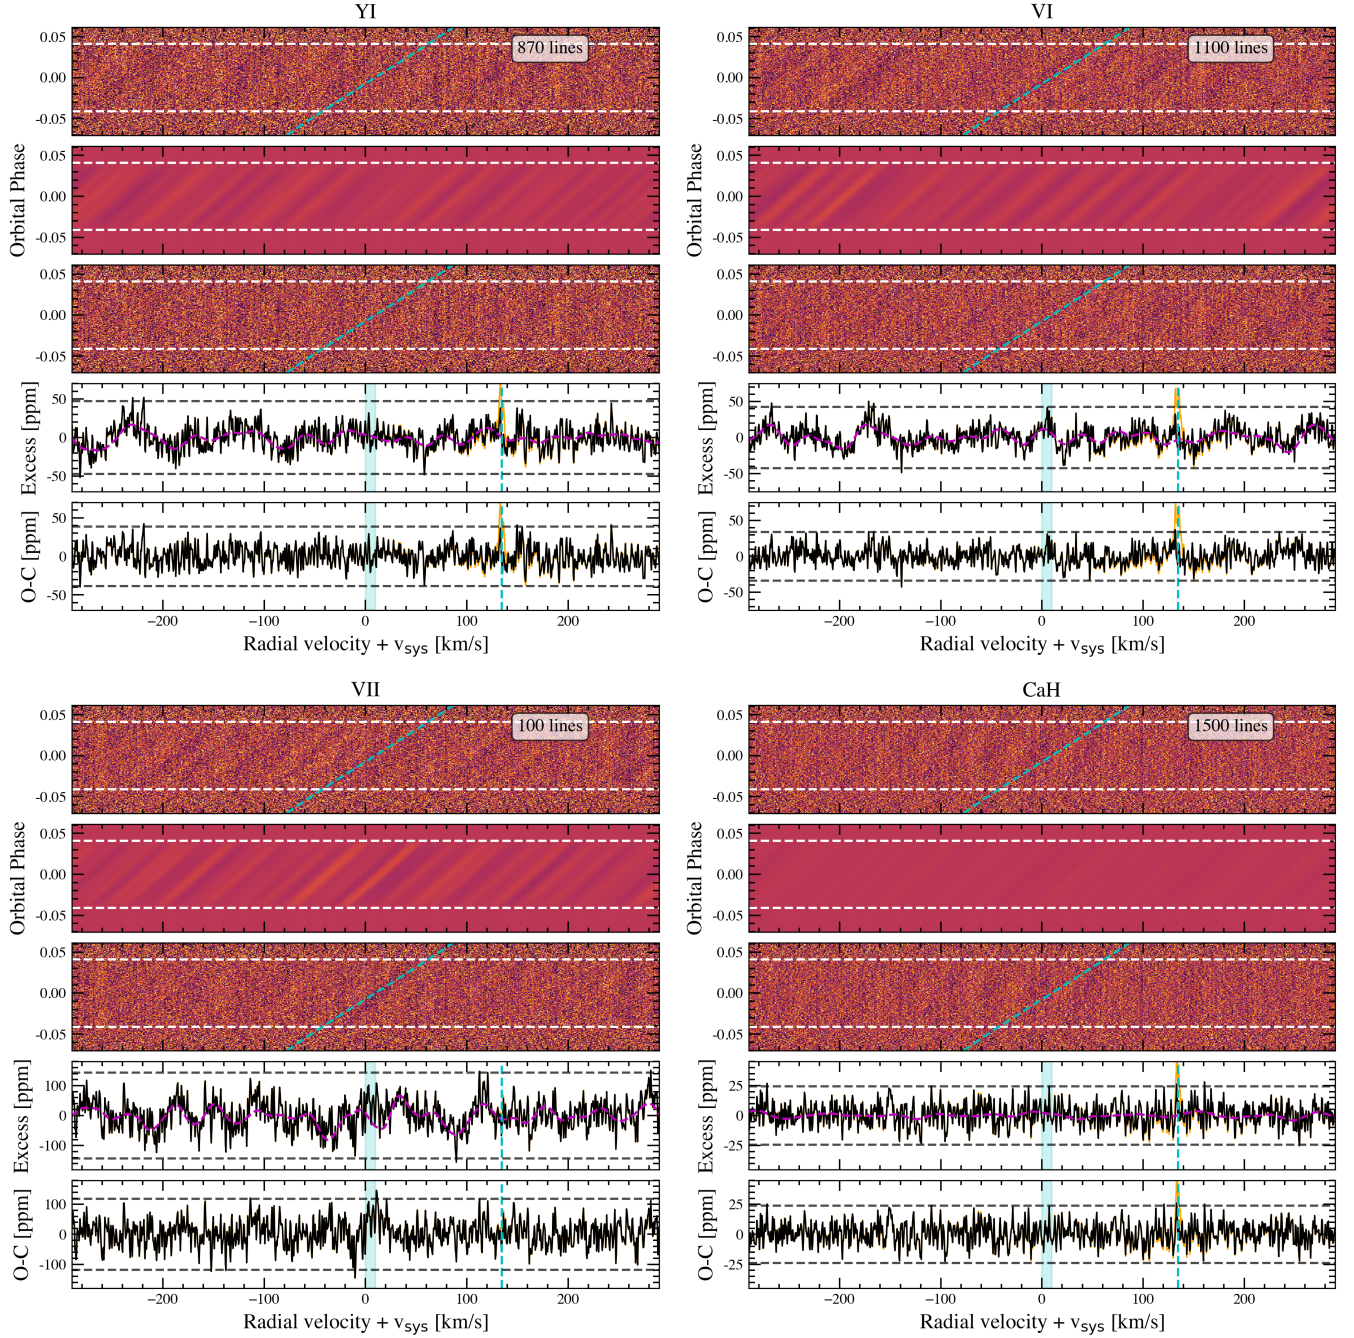 YI
870 lines
0.05
0.00
-0.05
0.05
0.00
-0.05
Orbital Phase
0.05
0.00
-0.05
50
0
-50
Excess [ppm]
50
0
-50
O-C [ppm]
−200 −100 0 100 200
Radial velocity + vsys [km/s]
VI
1100 lines
0.05
0.00
-0.05
0.05
0.00
-0.05
Orbital Phase
0.05
0.00
-0.05
50
0
-50
Excess [ppm]
50
0
-50
O-C [ppm]
−200 −100 0 100 200
Radial velocity + vsys [km/s]
VII
100 lines
0.05
0.00
-0.05
0.05
0.00
-0.05
Orbital Phase
0.05
0.00
-0.05
100
0
-100
Excess [ppm]
100
0
-100
O-C [ppm]
−200 −100 0 100 200
Radial velocity + vsys [km/s]
CaH
1500 lines
0.05
0.00
-0.05
0.05
0.00
-0.05
Orbital Phase
0.05
0.00
-0.05
25
0
-25
Excess [ppm]
25
0
-25
O-C [ppm]
−200 −100 0 100 200
Radial velocity + vsys [km/s]